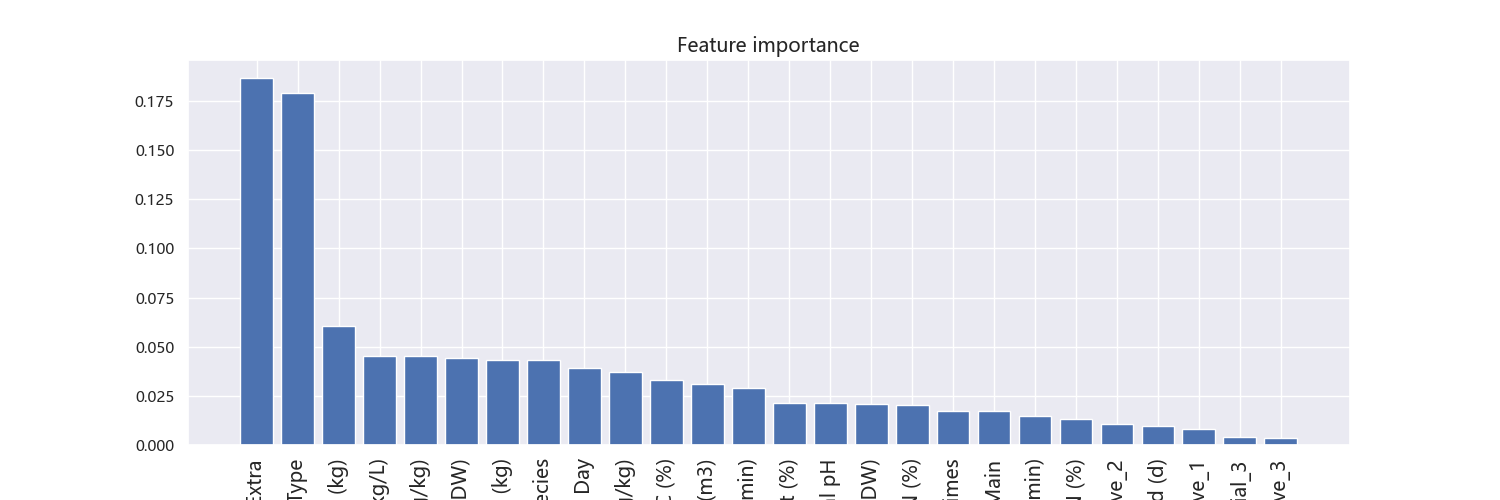 Feature importance
0.175
0.150
0.125
0.100
0.075
0.050
0.025
0.000
Extra
Type
(kg)
kg/L)
g/kg)
DW)
(kg)
ecies
Day
g/kg)
C (%)
(m3)
min)
t (%)
l pH
DW)
N (%)
imes
Main
min)
N (%)
ve_2
d (d)
ve_1
ial_3
ve_3